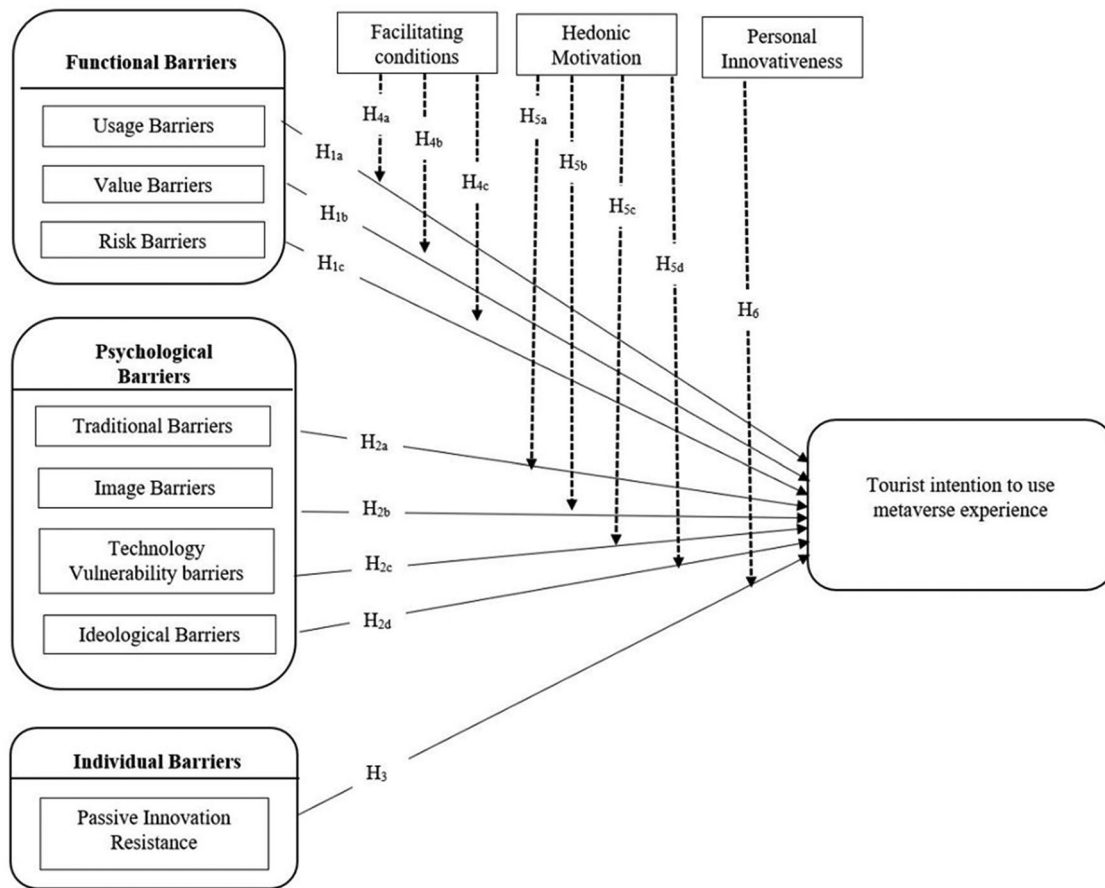 Functional Barriers
Usage Barriers
Value Barriers
Risk Barriers
Psychological
Barriers
Traditional Barriers
Image Barriers
Technology
Vulnerability barriers
Ideological Barriers
Individual Barriers
Passive Innovation
Resistance
Facilitating
conditions
Hedonic
Motivation
Personal
Innovativeness
H1a
H1b
H1c
H2a
H2b
H2c
H2d
H3
H4a
H4b
H4c
H5a
H5b
H5c
H5d
H6
Tourist intention to use
metaverse experience